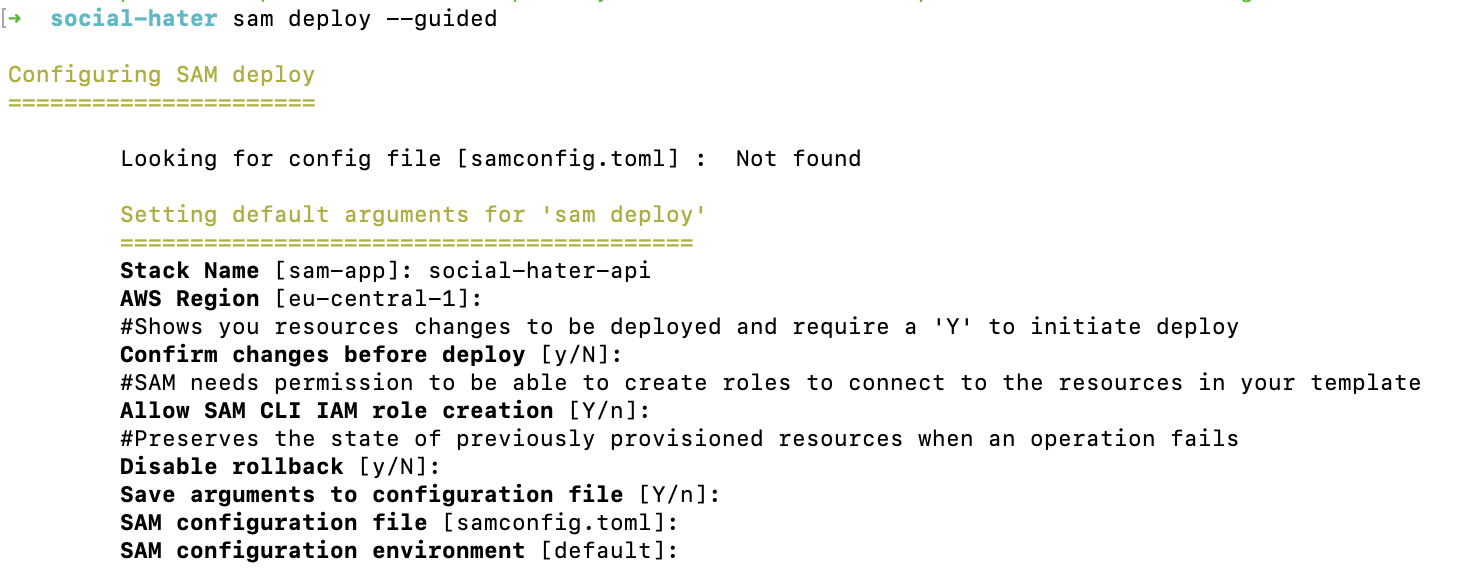 [➜ social-hater sam deploy --guided
Configuring SAM deploy
======================
Looking for config file [samconfig.toml] :  Not found
Setting default arguments for 'sam deploy'
=========================================
Stack Name [sam-app]: social-hater-api
AWS Region [eu-central-1]:
#Shows you resources changes to be deployed and require a 'Y' to initiate deploy
Confirm changes before deploy [y/N]:
#SAM needs permission to be able to create roles to connect to the resources in your template
Allow SAM CLI IAM role creation [Y/n]:
#Preserves the state of previously provisioned resources when an operation fails
Disable rollback [y/N]:
Save arguments to configuration file [Y/n]:
SAM configuration file [samconfig.toml]:
SAM configuration environment [default]: